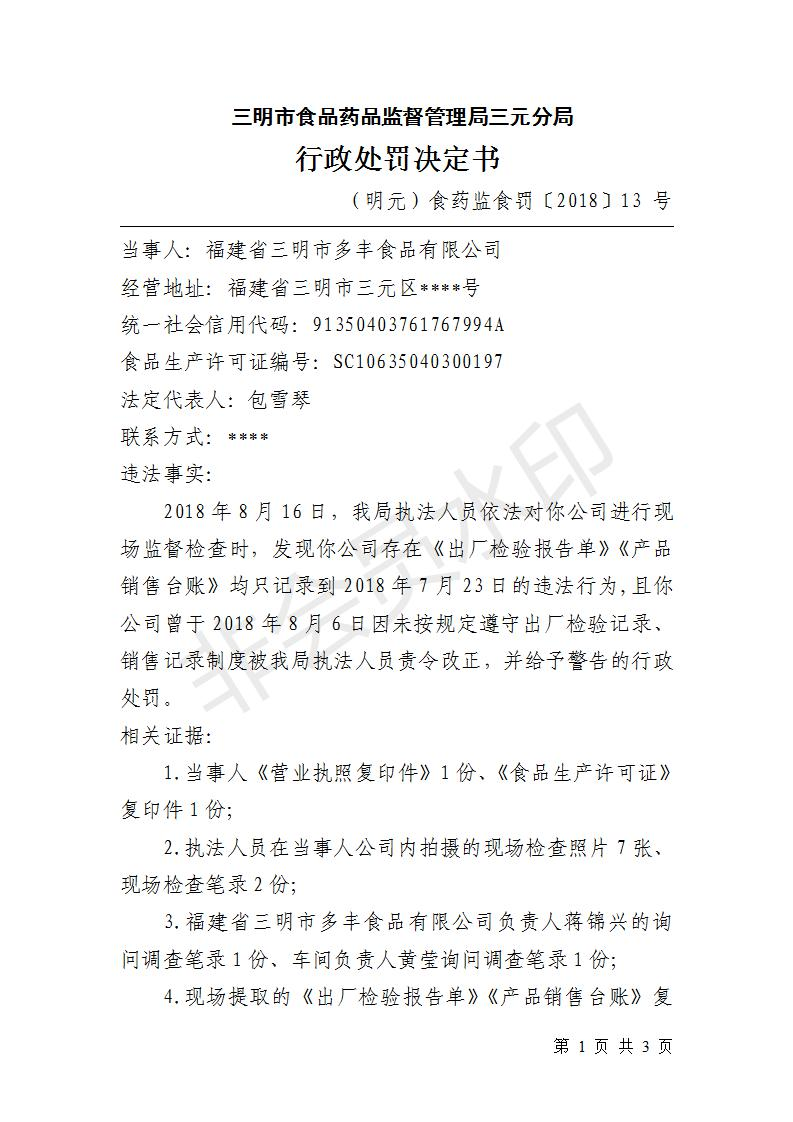 三明市食品药品监督管理局三元分局
行政处罚决定书
（明元）食药监食罚〔2018〕13 号
当事人：福建省三明市多丰食品有限公司
经营地址：福建省三明市三元区****号
统一社会信用代码：91350403761767994A
食品生产许可证编号：SC10635040300197
法定代表人：包雪琴
联系方式：****
违法事实：
2018 年 8 月 16 日，我局执法人员依法对你公司进行现
场监督检查时，发现你公司存在《出厂检验报告单》《产品
销售台账》均只记录到 2018 年 7 月 23 日的违法行为,且你
公司曾于 2018 年 8 月 6 日因未按规定遵守出厂检验记录、
销售记录制度被我局执法人员责令改正，并给予警告的行政
处罚。
相关证据：
1.当事人《营业执照复印件》1 份、《食品生产许可证》
复印件 1 份；
2.执法人员在当事人公司内拍摄的现场检查照片 7 张、
现场检查笔录 2 份；
3.福建省三明市多丰食品有限公司负责人蒋锦兴的询
问调查笔录 1 份、车间负责人黄莹询问调查笔录 1 份；
4.现场提取的《出厂检验报告单》《产品销售台账》复
第 1 页 共 3 页
非会员水印